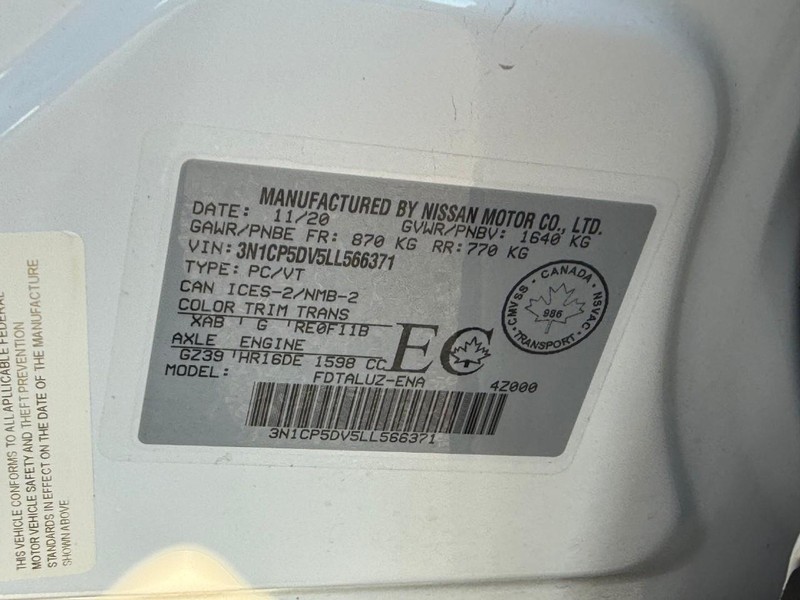 MANUFACTURED BY NISSAN MOTOR CO., LTD.
DATE: 11/20 GVWR/PNBV: 1640 KG
GAWR/PNBE FR: 870 KG RR: 770 KG
VIN: 3N1CP5DV5LL566371
TYPE: PC/VT
CAN ICES-2/NMB-2
COLOR TRIM TRANS
XAB G RE0F11B
AXLE ENGINE
GZ39 HR16DE 1598 CC
EC
MODEL: FDTALUZ-ENA 4Z000
3N1CP5DV5LL566371
CMVSS · CANADA · NSVAC · TRANSPORT ·
986
THIS VEHICLE CONFORMS TO ALL APLLICABLE FEDERAL
MOTOR VEHICLE SAFETY AND THEFT PREVENTION
STANDARDS IN EFFECT ON THE DATE OF THE MANUFACTURE
SHOWN ABOVE.